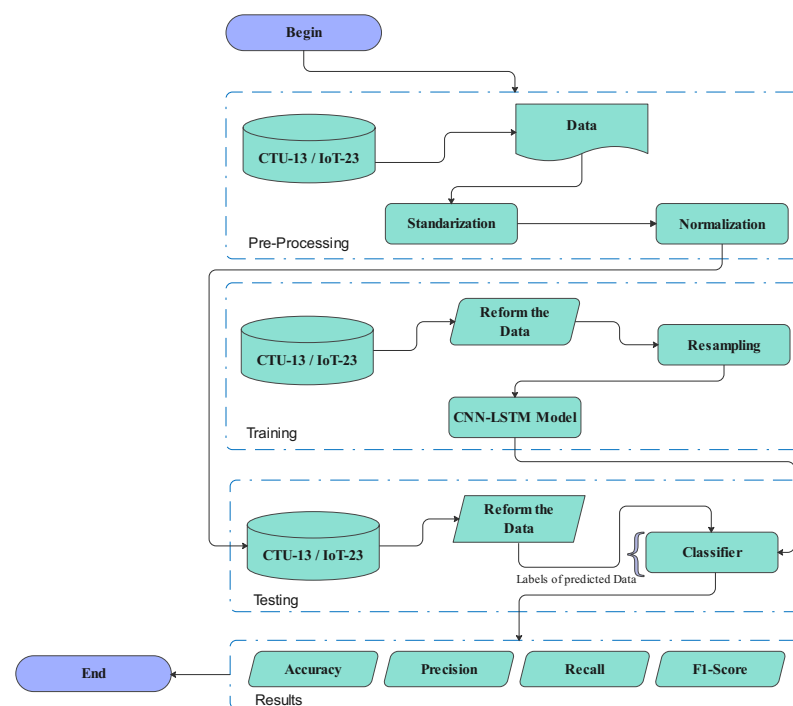 Begin
Data
CTU-13 / IoT-23
Standarization
Normalization
Pre-Processing
Reform the
Data
Resampling
CTU-13 / IoT-23
CNN-LSTM Model
Training
Reform the
Data
Classifier
CTU-13 / IoT-23
Labels of predicted Data
Testing
End
Accuracy
Precision
Recall
F1-Score
Results